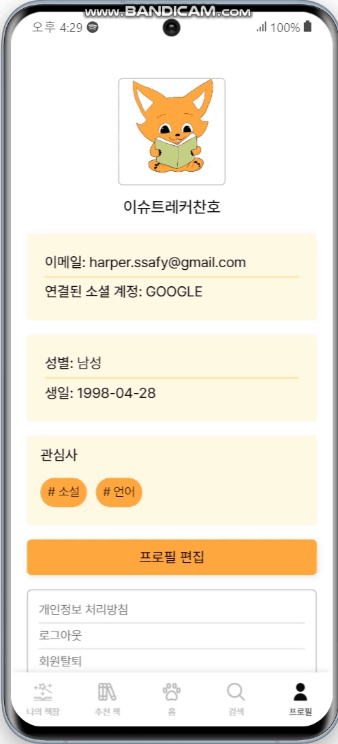 www.BANDICAM.com
오후 4:29
100%
이슈트레커찬호
이메일: harper.ssafy@gmail.com
연결된 소셜 계정: GOOGLE
성별: 남성
생일: 1998-04-28
관심사
# 소설 # 언어
프로필 편집
개인정보 처리방침
로그아웃
회원탈퇴
나의 책장 추천 책 홈 검색 프로필